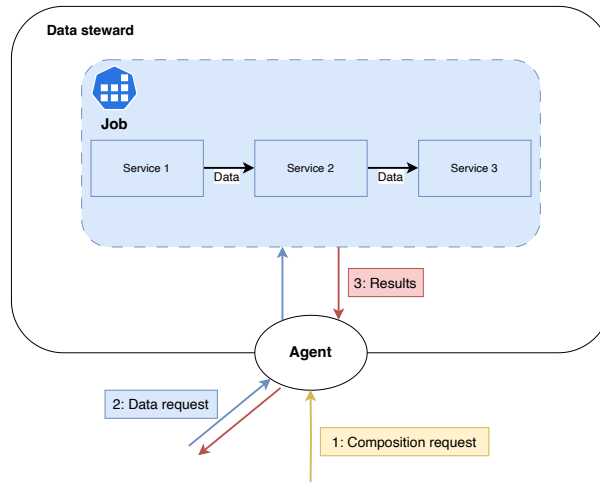 Data steward
Job
Service 1
Data
Service 2
Data
Service 3
3: Results
Agent
2: Data request
1: Composition request